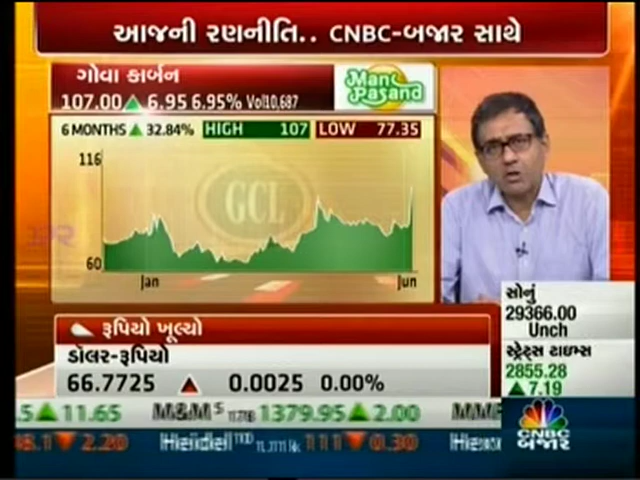 આજની રણનીતિ.. CNBC-બજાર સાથે
ગોવા કાર્બન
107.00 ▲ 6.95 6.95% Vol10,687
Man Pasand
6 MONTHS ▲ 32.84% HIGH 107 LOW 77.35
116
GCL
60
Jan Jun
સોનું
29366.00
Unch
સ્ટ્રેટ્સ ટાઇમ્સ
2855.28
▲ 7.19
રૂપિયો ખૂલ્યો
ડોલર-રૂપિયો
66.7725 ▲ 0.0025 0.00%
.5 ▲ 11.65 M&M S 1379.95 ▲ 2.00
▼ 2.20 111 ▼ 0.30
CNBC
બજાર